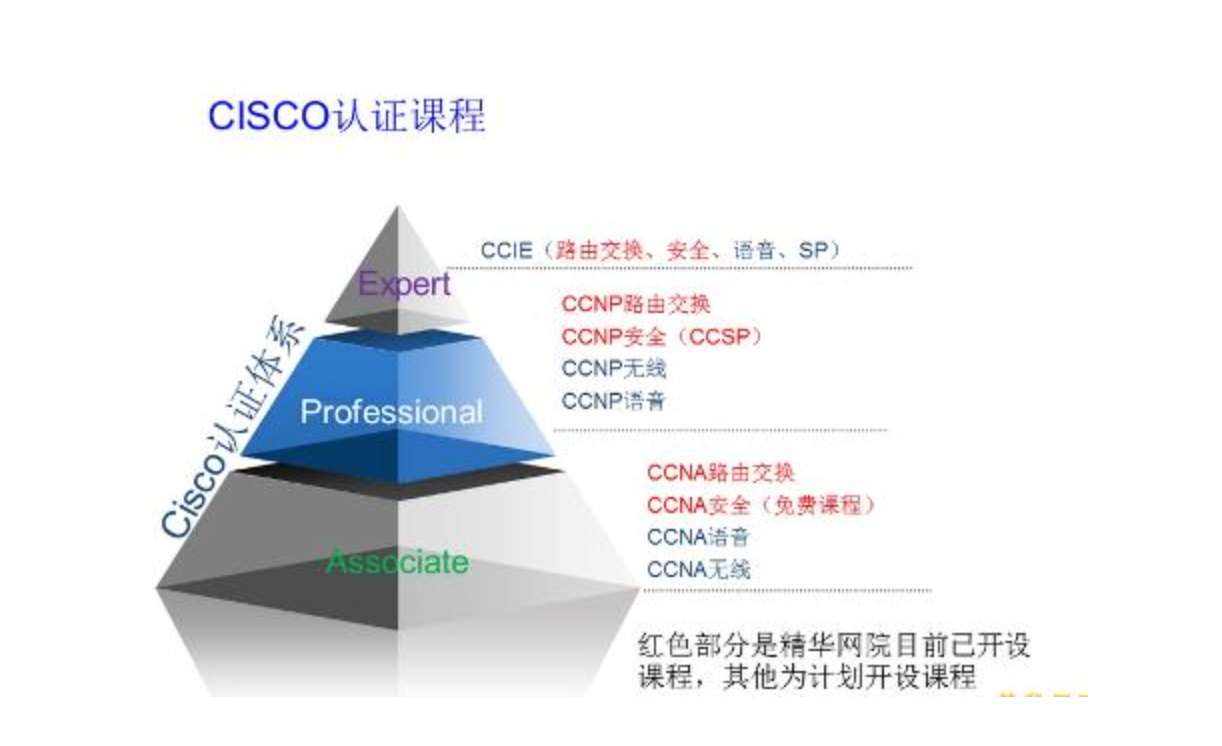 CISCO认证课程
CCIE（路由交换、安全、语音、SP）
Expert
CCNP路由交换
CCNP安全（CCSP）
CCNP无线
CCNP语音
Cisco认证体系
Professional
CCNA路由交换
CCNA安全（免费课程）
CCNA语音
CCNA无线
Associate
红色部分是精华网院目前已开设
课程，其他为计划开设课程